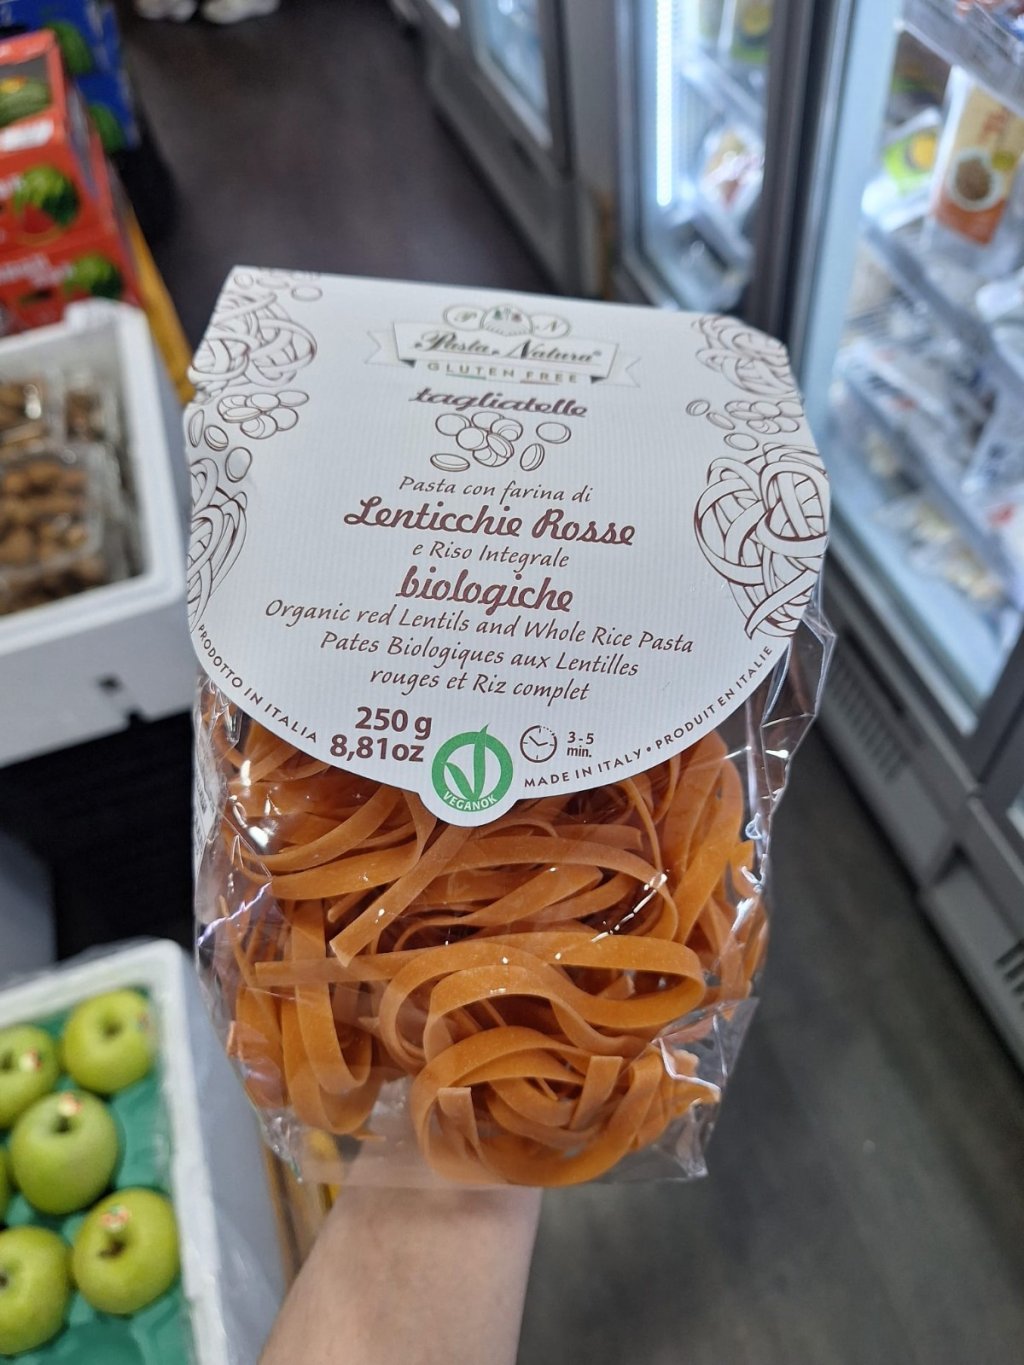 P N
Pasta Natura®
GLUTEN FREE
tagliatelle
Pasta con farina di
Lenticchie Rosse
e Riso Integrale
biologiche
Organic red Lentils and Whole Rice Pasta
Pates Biologiques aux Lentilles
rouges et Riz complet
PRODOTTO IN ITALIA
250 g
8,81oz
VEGANOK
3-5
min.
MADE IN ITALY • PRODUIT EN ITALIE